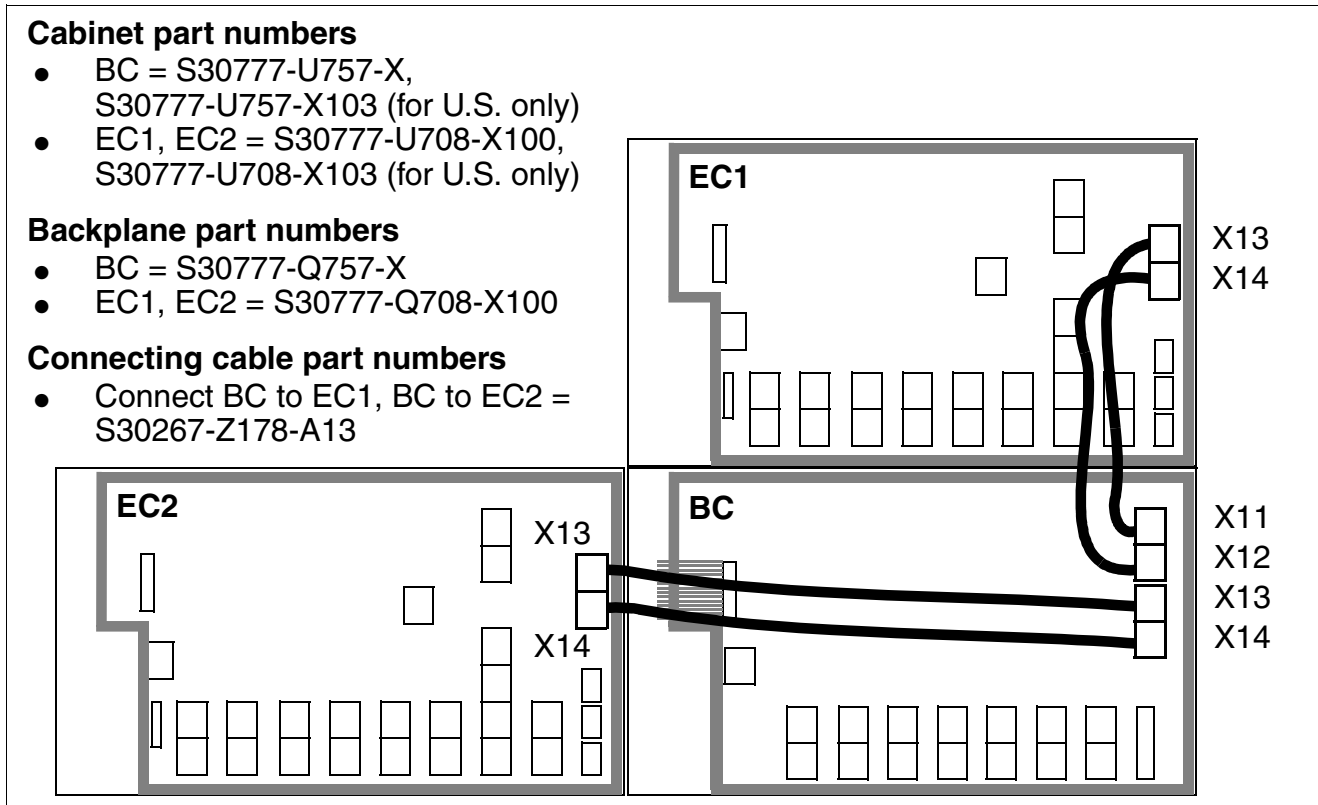 Cabinet part numbers
● BC = S30777-U757-X,
S30777-U757-X103 (for U.S. only)
● EC1, EC2 = S30777-U708-X100,
S30777-U708-X103 (for U.S. only)
Backplane part numbers
● BC = S30777-Q757-X
● EC1, EC2 = S30777-Q708-X100
Connecting cable part numbers
● Connect BC to EC1, BC to EC2 =
S30267-Z178-A13
EC1
X13
X14
EC2
X13
X14
BC
X11
X12
X13
X14